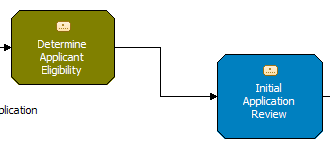 Determine
Applicant
Eligibility
Initial
Application
Review
plication